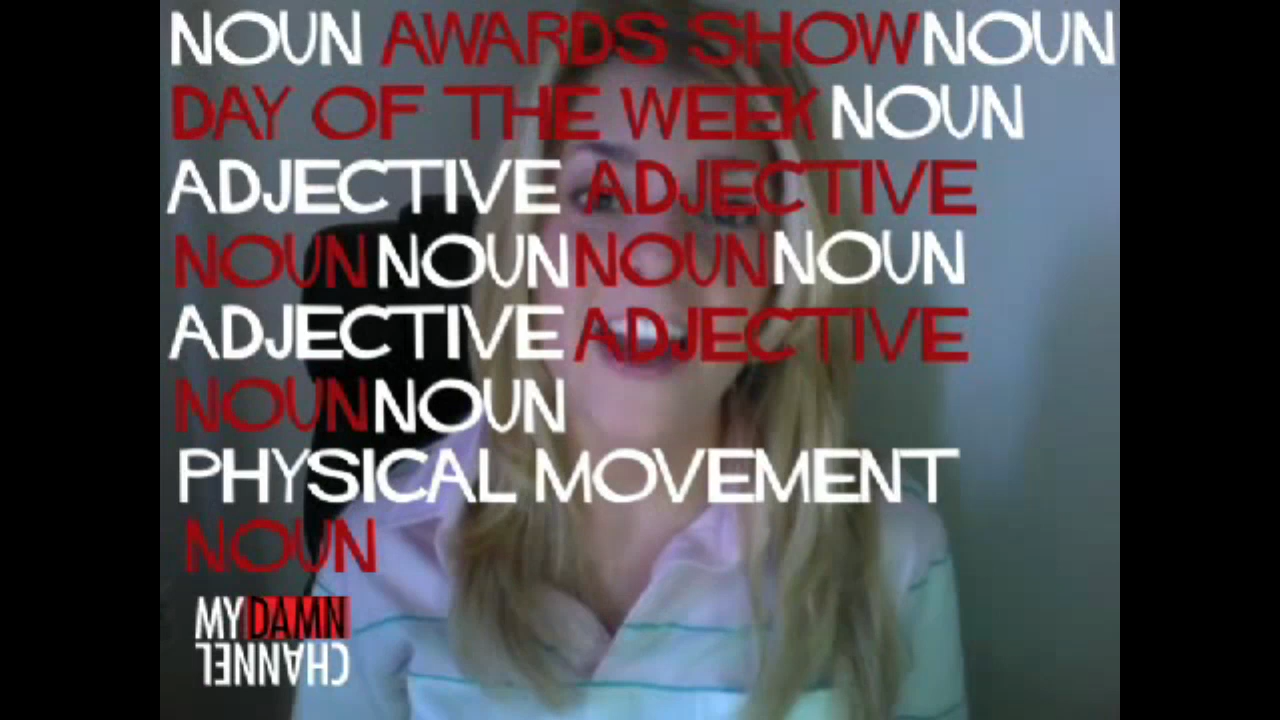 NOUN AWARDS SHOW NOUN
DAY OF THE WEEK NOUN
ADJECTIVE ADJECTIVE
NOUN NOUN NOUN NOUN
ADJECTIVE ADJECTIVE
NOUN NOUN
PHYSICAL MOVEMENT
NOUN
MY DAMN
CHANNEL